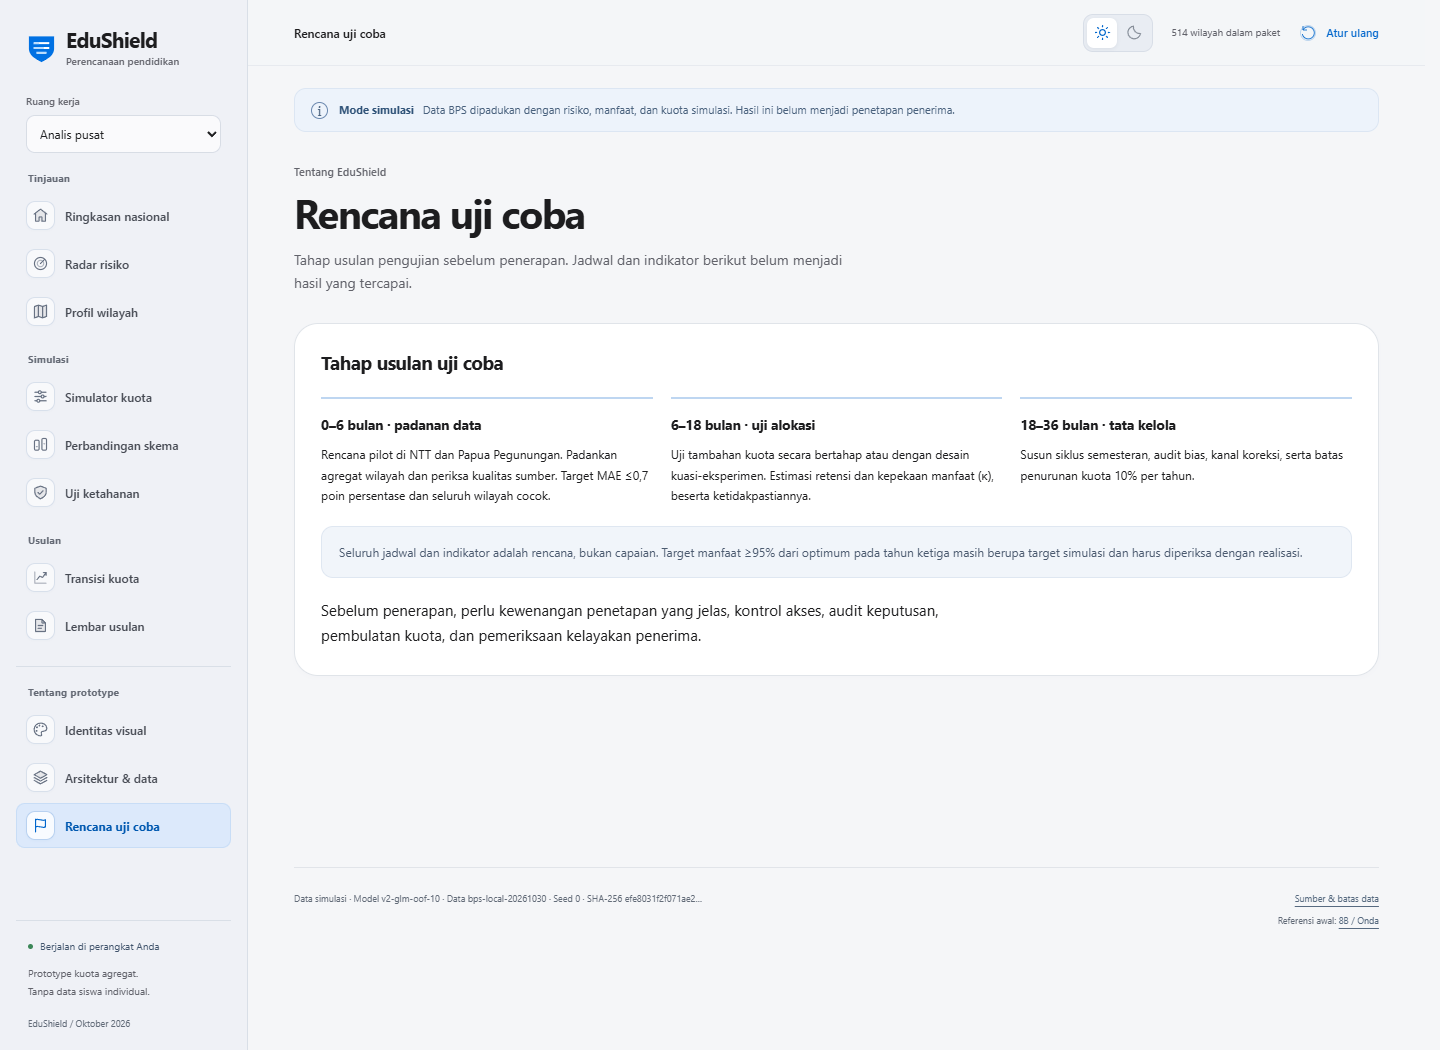 EduShield
Perencanaan pendidikan
Ruang kerja
Analis pusat
Tinjauan
Ringkasan nasional
Radar risiko
Profil wilayah
Simulasi
Simulator kuota
Perbandingan skema
Uji ketahanan
Usulan
Transisi kuota
Lembar usulan
Tentang prototype
Identitas visual
Arsitektur & data
Rencana uji coba
Berjalan di perangkat Anda
Prototype kuota agregat.
Tanpa data siswa individual.
EduShield / Oktober 2026
Rencana uji coba
514 wilayah dalam paket
Atur ulang
Mode simulasi Data BPS dipadukan dengan risiko, manfaat, dan kuota simulasi. Hasil ini belum menjadi penetapan penerima.
Tentang EduShield
Rencana uji coba
Tahap usulan pengujian sebelum penerapan. Jadwal dan indikator berikut belum menjadi
hasil yang tercapai.
Tahap usulan uji coba
0–6 bulan · padanan data
Rencana pilot di NTT dan Papua Pegunungan. Padankan
agregat wilayah dan periksa kualitas sumber. Target MAE ≤0,7
poin persentase dan seluruh wilayah cocok.
6–18 bulan · uji alokasi
Uji tambahan kuota secara bertahap atau dengan desain
kuasi-eksperimen. Estimasi retensi dan kepekaan manfaat (κ),
beserta ketidakpastiannya.
18–36 bulan · tata kelola
Susun siklus semesteran, audit bias, kanal koreksi, serta batas
penurunan kuota 10% per tahun.
Seluruh jadwal dan indikator adalah rencana, bukan capaian. Target manfaat ≥95% dari optimum pada tahun ketiga masih berupa target simulasi dan harus diperiksa dengan realisasi.
Sebelum penerapan, perlu kewenangan penetapan yang jelas, kontrol akses, audit keputusan,
pembulatan kuota, dan pemeriksaan kelayakan penerima.
Data simulasi · Model v2-glm-oof-10 · Data bps-local-20261030 · Seed 0 · SHA-256 efe8031f2f071ae2…
Sumber & batas data
Referensi awal: 8B / Onda